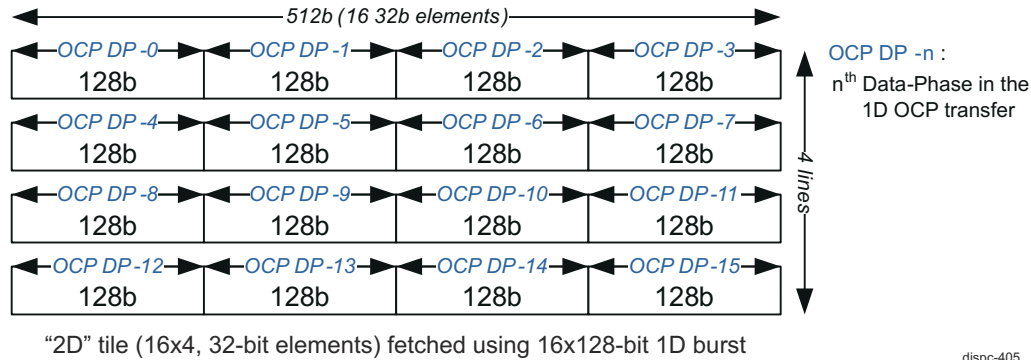 512b (16 32b elements)
OCP DP -0 OCP DP -1 OCP DP -2 OCP DP -3
128b 128b 128b 128b
OCP DP -4 OCP DP -5 OCP DP -6 OCP DP -7
128b 128b 128b 128b
OCP DP -8 OCP DP -9 OCP DP -10 OCP DP -11
128b 128b 128b 128b
OCP DP -12 OCP DP -13 OCP DP -14 OCP DP -15
128b 128b 128b 128b
4 lines
OCP DP -n :
nth Data-Phase in the
1D OCP transfer
“2D” tile (16x4, 32-bit elements) fetched using 16x128-bit 1D burst
dispc-405